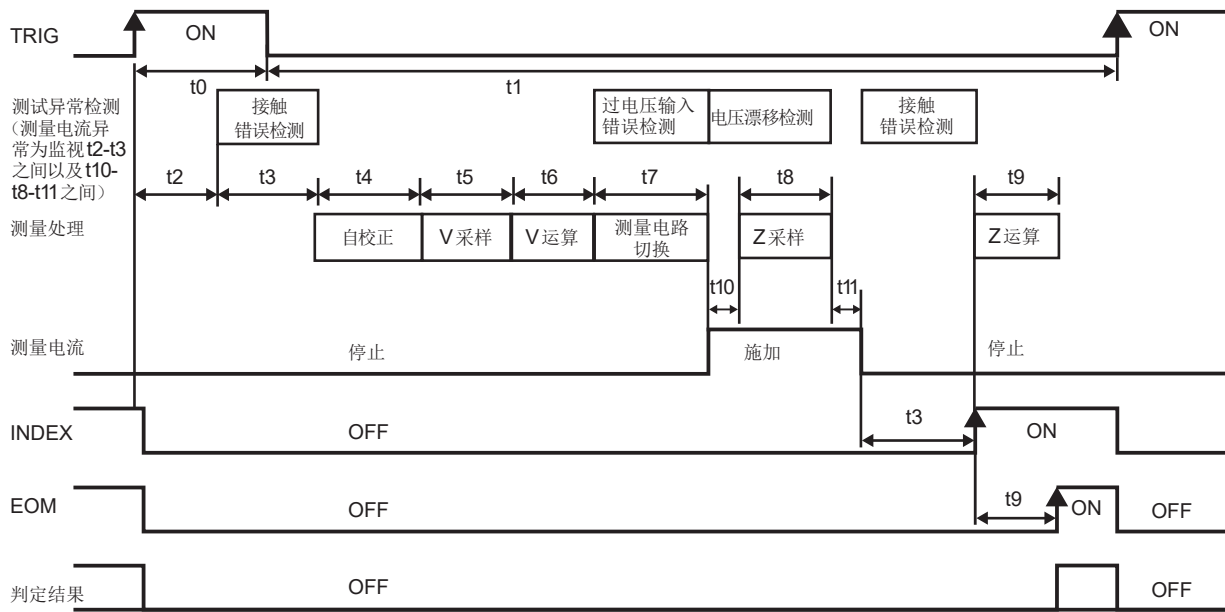 TRIG
ON
ON
t0
t1
测试异常检测
（测量电流异
常为监视t2-t3
之间以及t10-
t8-t11之间）
接触
错误检测
过电压输入
错误检测
电压漂移检测
接触
错误检测
t2
t3
t4
t5
t6
t7
t8
t9
测量处理
自校正
V采样
V运算
测量电路
切换
Z采样
Z运算
t10
t11
测量电流
停止
施加
停止
t3
INDEX
OFF
ON
t9
EOM
OFF
ON
OFF
判定结果
OFF
OFF